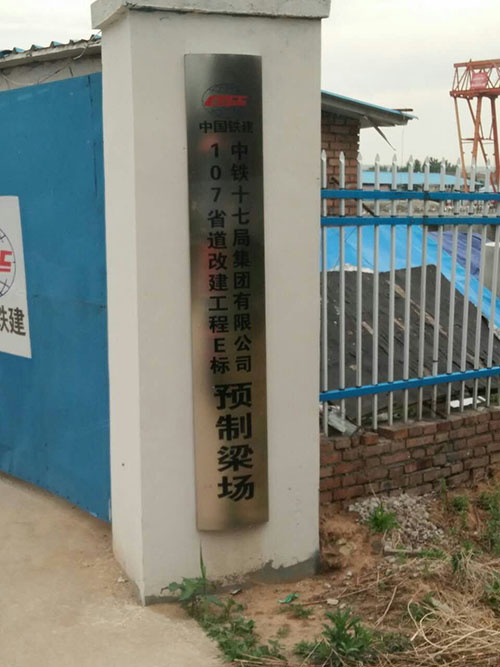 中国铁建
中铁十七局集团有限公司
107省道改建工程E标
预制梁场
铁建